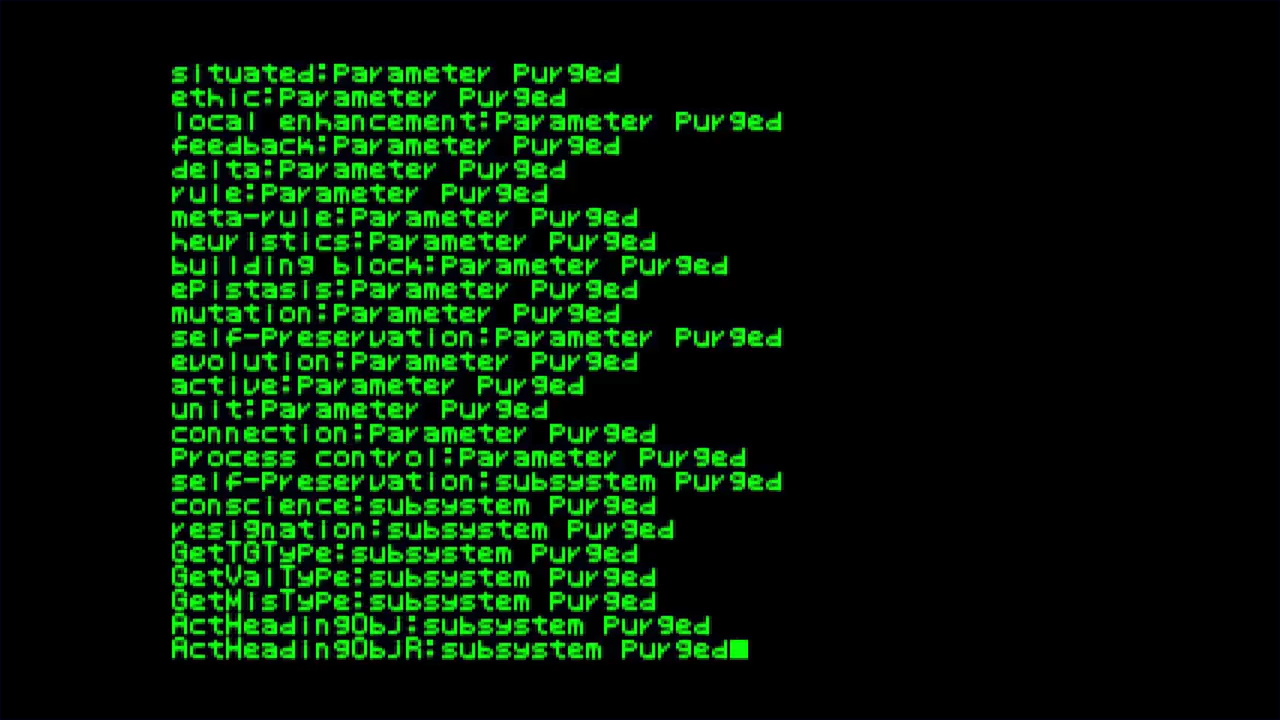 situated:Parameter Purged
ethic:Parameter Purged
local enhancement:Parameter Purged
feedback:Parameter Purged
delta:Parameter Purged
rule:Parameter Purged
meta-rule:Parameter Purged
heuristics:Parameter Purged
building block:Parameter Purged
ePistasis:Parameter Purged
mutation:Parameter Purged
self-Preservation:Parameter Purged
evolution:Parameter Purged
active:Parameter Purged
unit:Parameter Purged
connection:Parameter Purged
Process control:Parameter Purged
self-Preservation:subsystem Purged
conscience:subsystem Purged
resignation:subsystem Purged
GetTGTyPe:subsystem Purged
GetValTyPe:subsystem Purged
GetMisTyPe:subsystem Purged
ActHeadingObj:subsystem Purged
ActHeadingObjR:subsystem Purged